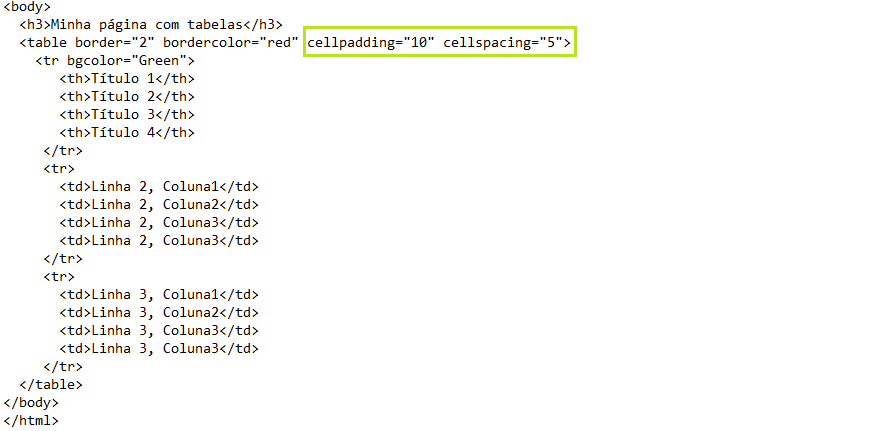 <body>
<h3>Minha página com tabelas</h3>
<table border="2" bordercolor="red" cellpadding="10" cellspacing="5">
<tr bgcolor="Green">
<th>Título 1</th>
<th>Título 2</th>
<th>Título 3</th>
<th>Título 4</th>
</tr>
<tr>
<td>Linha 2, Coluna1</td>
<td>Linha 2, Coluna2</td>
<td>Linha 2, Coluna3</td>
<td>Linha 2, Coluna3</td>
</tr>
<tr>
<td>Linha 3, Coluna1</td>
<td>Linha 3, Coluna2</td>
<td>Linha 3, Coluna3</td>
<td>Linha 3, Coluna3</td>
</tr>
</table>
</body>
</html>